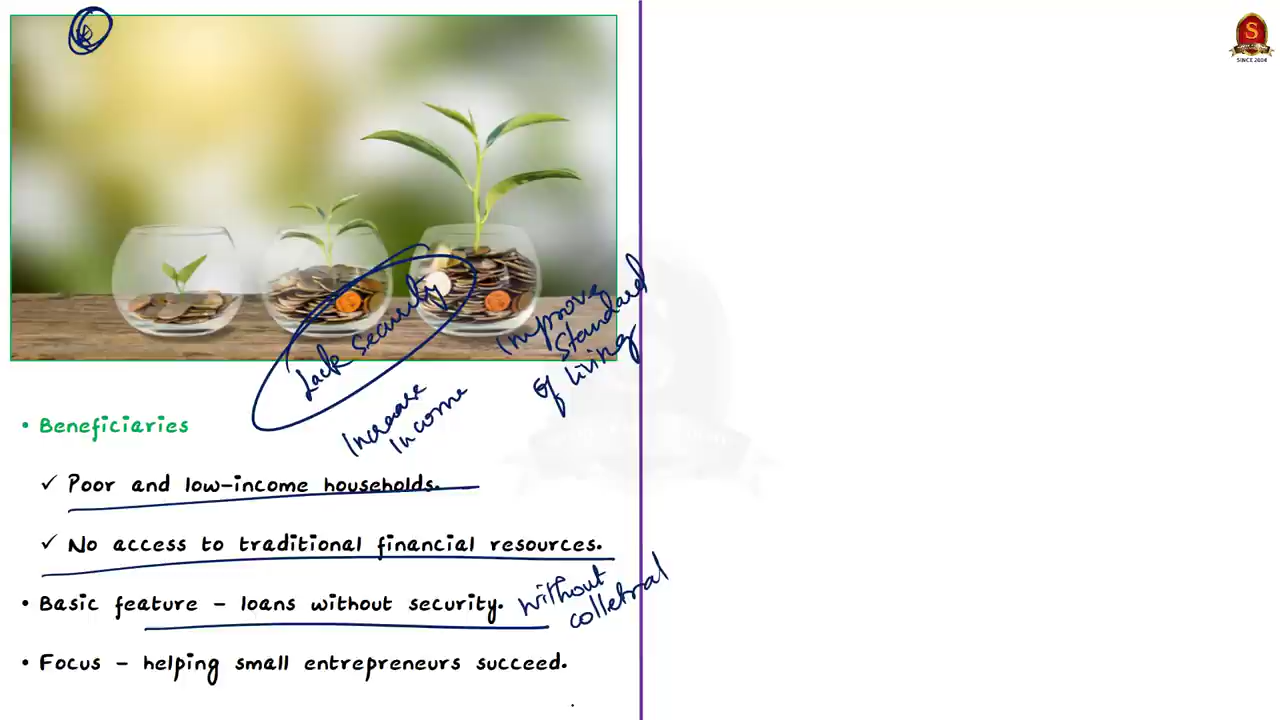 S
SINCE 2004
Lack Security
Improve
Standard
Of living
Increase
Income
• Beneficiaries
✓ Poor and low-income households.
✓ No access to traditional financial resources.
• Basic feature – loans without security.
without
colletral
• Focus – helping small entrepreneurs succeed.